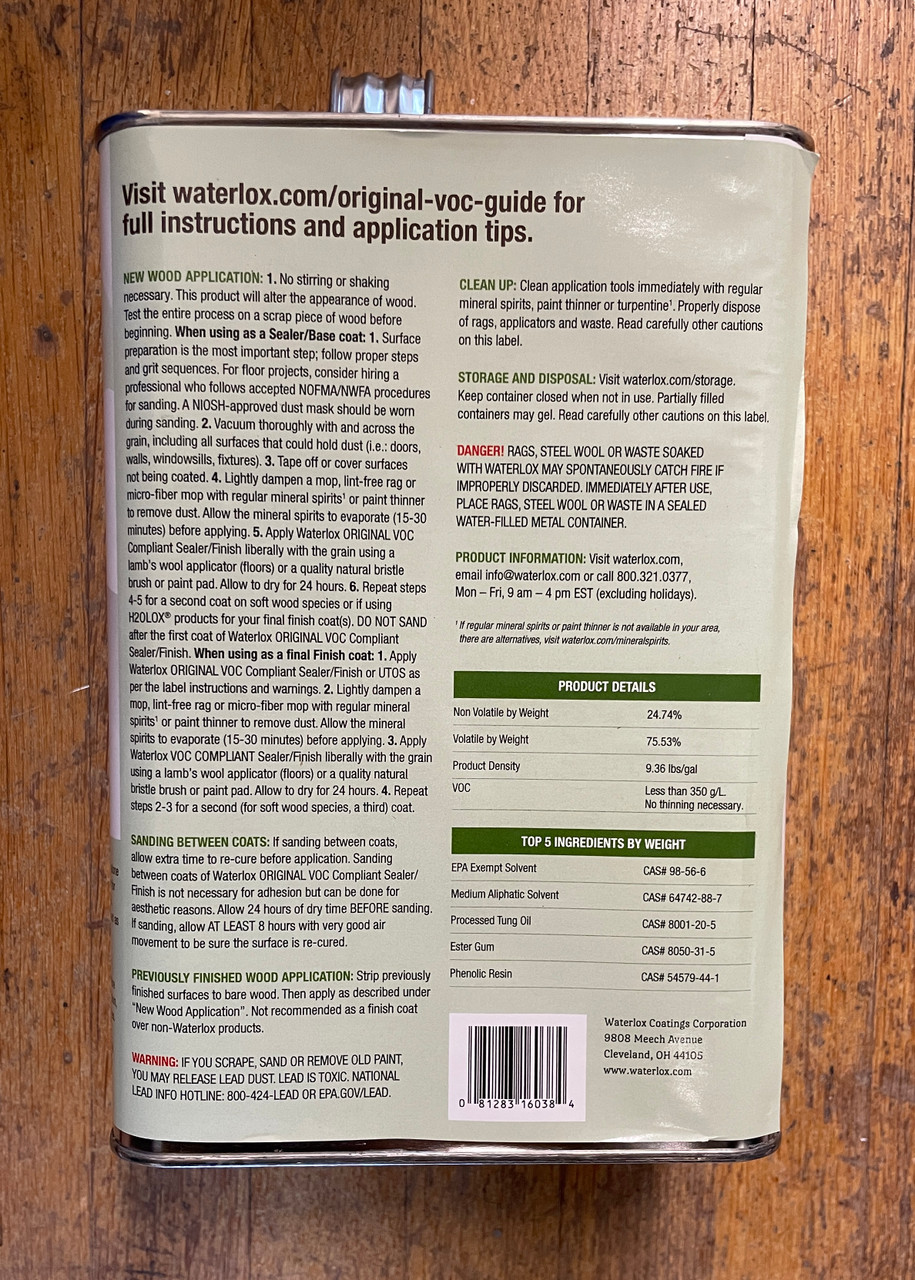 Visit waterlox.com/original-voc-guide for
full instructions and application tips.
NEW WOOD APPLICATION: 1. No stirring or shaking
necessary. This product will alter the appearance of wood.
Test the entire process on a scrap piece of wood before
beginning. When using as a Sealer/Base coat: 1. Surface
preparation is the most important step; follow proper steps
and grit sequences. For floor projects, consider hiring a
professional who follows accepted NOFMA/NWFA procedures
for sanding. A NIOSH-approved dust mask should be worn
during sanding. 2. Vacuum thoroughly with and across the
grain, including all surfaces that could hold dust (i.e.: doors,
walls, windowsills, fixtures). 3. Tape off or cover surfaces
not being coated. 4. Lightly dampen a mop, lint-free rag or
micro-fiber mop with regular mineral spirits¹ or paint thinner
to remove dust. Allow the mineral spirits to evaporate (15-30
minutes) before applying. 5. Apply Waterlox ORIGINAL VOC
Compliant Sealer/Finish liberally with the grain using a
lamb's wool applicator (floors) or a quality natural bristle
brush or paint pad. Allow to dry for 24 hours. 6. Repeat steps
4-5 for a second coat on soft wood species or if using
H2OLOX® products for your final finish coat(s). DO NOT SAND
after the first coat of Waterlox ORIGINAL VOC Compliant
Sealer/Finish. When using as a final Finish coat: 1. Apply
Waterlox ORIGINAL VOC Compliant Sealer/Finish or UTOS as
per the label instructions and warnings. 2. Lightly dampen a
mop, lint-free rag or micro-fiber mop with regular mineral
spirits¹ or paint thinner to remove dust. Allow the mineral
spirits to evaporate (15-30 minutes) before applying. 3. Apply
Waterlox VOC COMPLIANT Sealer/Finish liberally with the grain
using a lamb's wool applicator (floors) or a quality natural
bristle brush or paint pad. Allow to dry for 24 hours. 4. Repeat
steps 2-3 for a second (for soft wood species, a third) coat.
SANDING BETWEEN COATS: If sanding between coats,
allow extra time to re-cure before application. Sanding
between coats of Waterlox ORIGINAL VOC Compliant Sealer/
Finish is not necessary for adhesion but can be done for
aesthetic reasons. Allow 24 hours of dry time BEFORE sanding.
If sanding, allow AT LEAST 8 hours with very good air
movement to be sure the surface is re-cured.
PREVIOUSLY FINISHED WOOD APPLICATION: Strip previously
finished surfaces to bare wood. Then apply as described under
"New Wood Application". Not recommended as a finish coat
over non-Waterlox products.
WARNING: IF YOU SCRAPE, SAND OR REMOVE OLD PAINT,
YOU MAY RELEASE LEAD DUST. LEAD IS TOXIC. NATIONAL
LEAD INFO HOTLINE: 800-424-LEAD OR EPA.GOV/LEAD.
CLEAN UP: Clean application tools immediately with regular
mineral spirits, paint thinner or turpentine¹. Properly dispose
of rags, applicators and waste. Read carefully other cautions
on this label.
STORAGE AND DISPOSAL: Visit waterlox.com/storage.
Keep container closed when not in use. Partially filled
containers may gel. Read carefully other cautions on this label.
DANGER! RAGS, STEEL WOOL OR WASTE SOAKED
WITH WATERLOX MAY SPONTANEOUSLY CATCH FIRE IF
IMPROPERLY DISCARDED. IMMEDIATELY AFTER USE,
PLACE RAGS, STEEL WOOL OR WASTE IN A SEALED
WATER-FILLED METAL CONTAINER.
PRODUCT INFORMATION: Visit waterlox.com,
email info@waterlox.com or call 800.321.0377,
Mon – Fri, 9 am – 4 pm EST (excluding holidays).
¹ If regular mineral spirits or paint thinner is not available in your area,
there are alternatives, visit waterlox.com/mineralspirits.
PRODUCT DETAILS
Non Volatile by Weight 24.74%
Volatile by Weight 75.53%
Product Density 9.36 lbs/gal
VOC Less than 350 g/L.
No thinning necessary.
TOP 5 INGREDIENTS BY WEIGHT
EPA Exempt Solvent CAS# 98-56-6
Medium Aliphatic Solvent CAS# 64742-88-7
Processed Tung Oil CAS# 8001-20-5
Ester Gum CAS# 8050-31-5
Phenolic Resin CAS# 54579-44-1
0 81283 16038 4
Waterlox Coatings Corporation
9808 Meech Avenue
Cleveland, OH 44105
www.waterlox.com